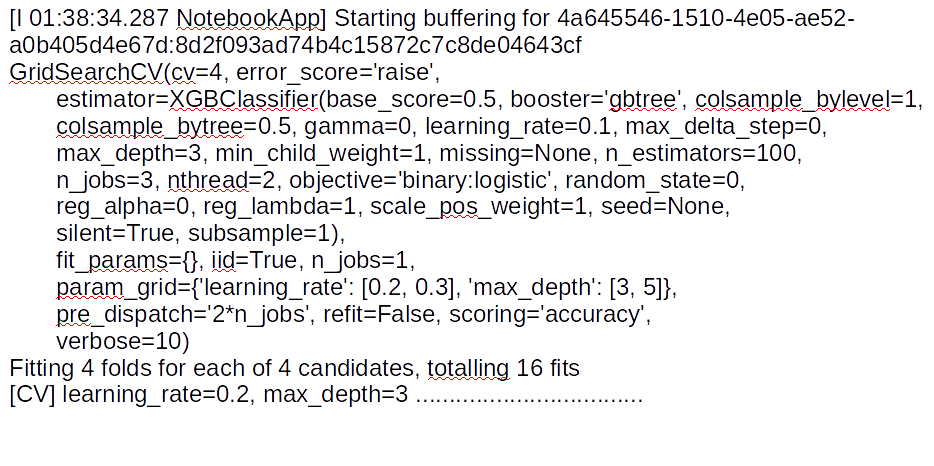 [I 01:38:34.287 NotebookApp] Starting buffering for 4a645546-1510-4e05-ae52-
a0b405d4e67d:8d2f093ad74b4c15872c7c8de04643cf
GridSearchCV(cv=4, error_score='raise',
estimator=XGBClassifier(base_score=0.5, booster='gbtree', colsample_bylevel=1,
colsample_bytree=0.5, gamma=0, learning_rate=0.1, max_delta_step=0,
max_depth=3, min_child_weight=1, missing=None, n_estimators=100,
n_jobs=3, nthread=2, objective='binary:logistic', random_state=0,
reg_alpha=0, reg_lambda=1, scale_pos_weight=1, seed=None,
silent=True, subsample=1),
fit_params={}, iid=True, n_jobs=1,
param_grid={'learning_rate': [0.2, 0.3], 'max_depth': [3, 5]},
pre_dispatch='2*n_jobs', refit=False, scoring='accuracy',
verbose=10)
Fitting 4 folds for each of 4 candidates, totalling 16 fits
[CV] learning_rate=0.2, max_depth=3 ..................................